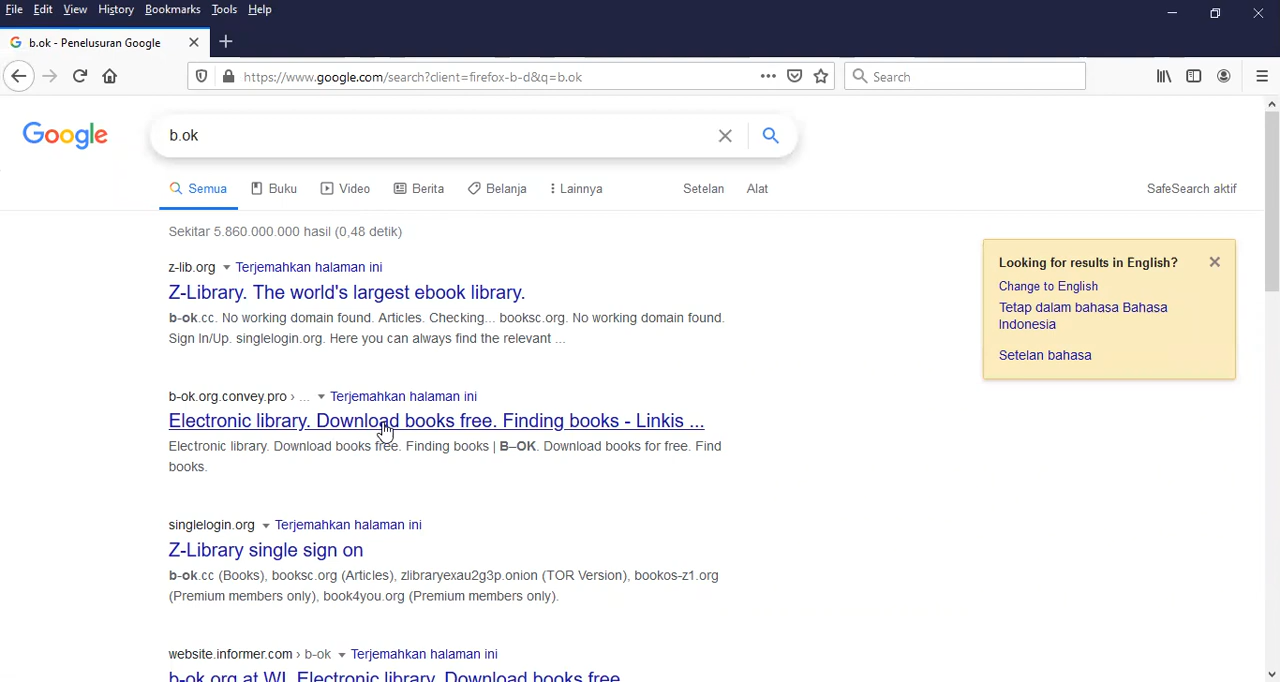 File Edit View History Bookmarks Tools Help
b.ok - Penelusuran Google
https://www.google.com/search?client=firefox-b-d&q=b.ok
Search
Google
b.ok
Semua Buku Video Berita Belanja Lainnya Setelan Alat SafeSearch aktif
Sekitar 5.860.000.000 hasil (0,48 detik)
z-lib.org Terjemahkan halaman ini
Z-Library. The world's largest ebook library.
b-ok.cc. No working domain found. Articles. Checking... booksc.org. No working domain found.
Sign In/Up. singlelogin.org. Here you can always find the relevant ...
b-ok.org.convey.pro › ... Terjemahkan halaman ini
Electronic library. Download books free. Finding books - Linkis ...
Electronic library. Download books free. Finding books | B–OK. Download books for free. Find
books.
singlelogin.org Terjemahkan halaman ini
Z-Library single sign on
b-ok.cc (Books), booksc.org (Articles), zlibraryexau2g3p.onion (TOR Version), bookos-z1.org
(Premium members only), book4you.org (Premium members only).
website.informer.com › b-ok Terjemahkan halaman ini
b-ok.org at WI. Electronic library. Download books free.
Looking for results in English?
Change to English
Tetap dalam bahasa Bahasa
Indonesia
Setelan bahasa